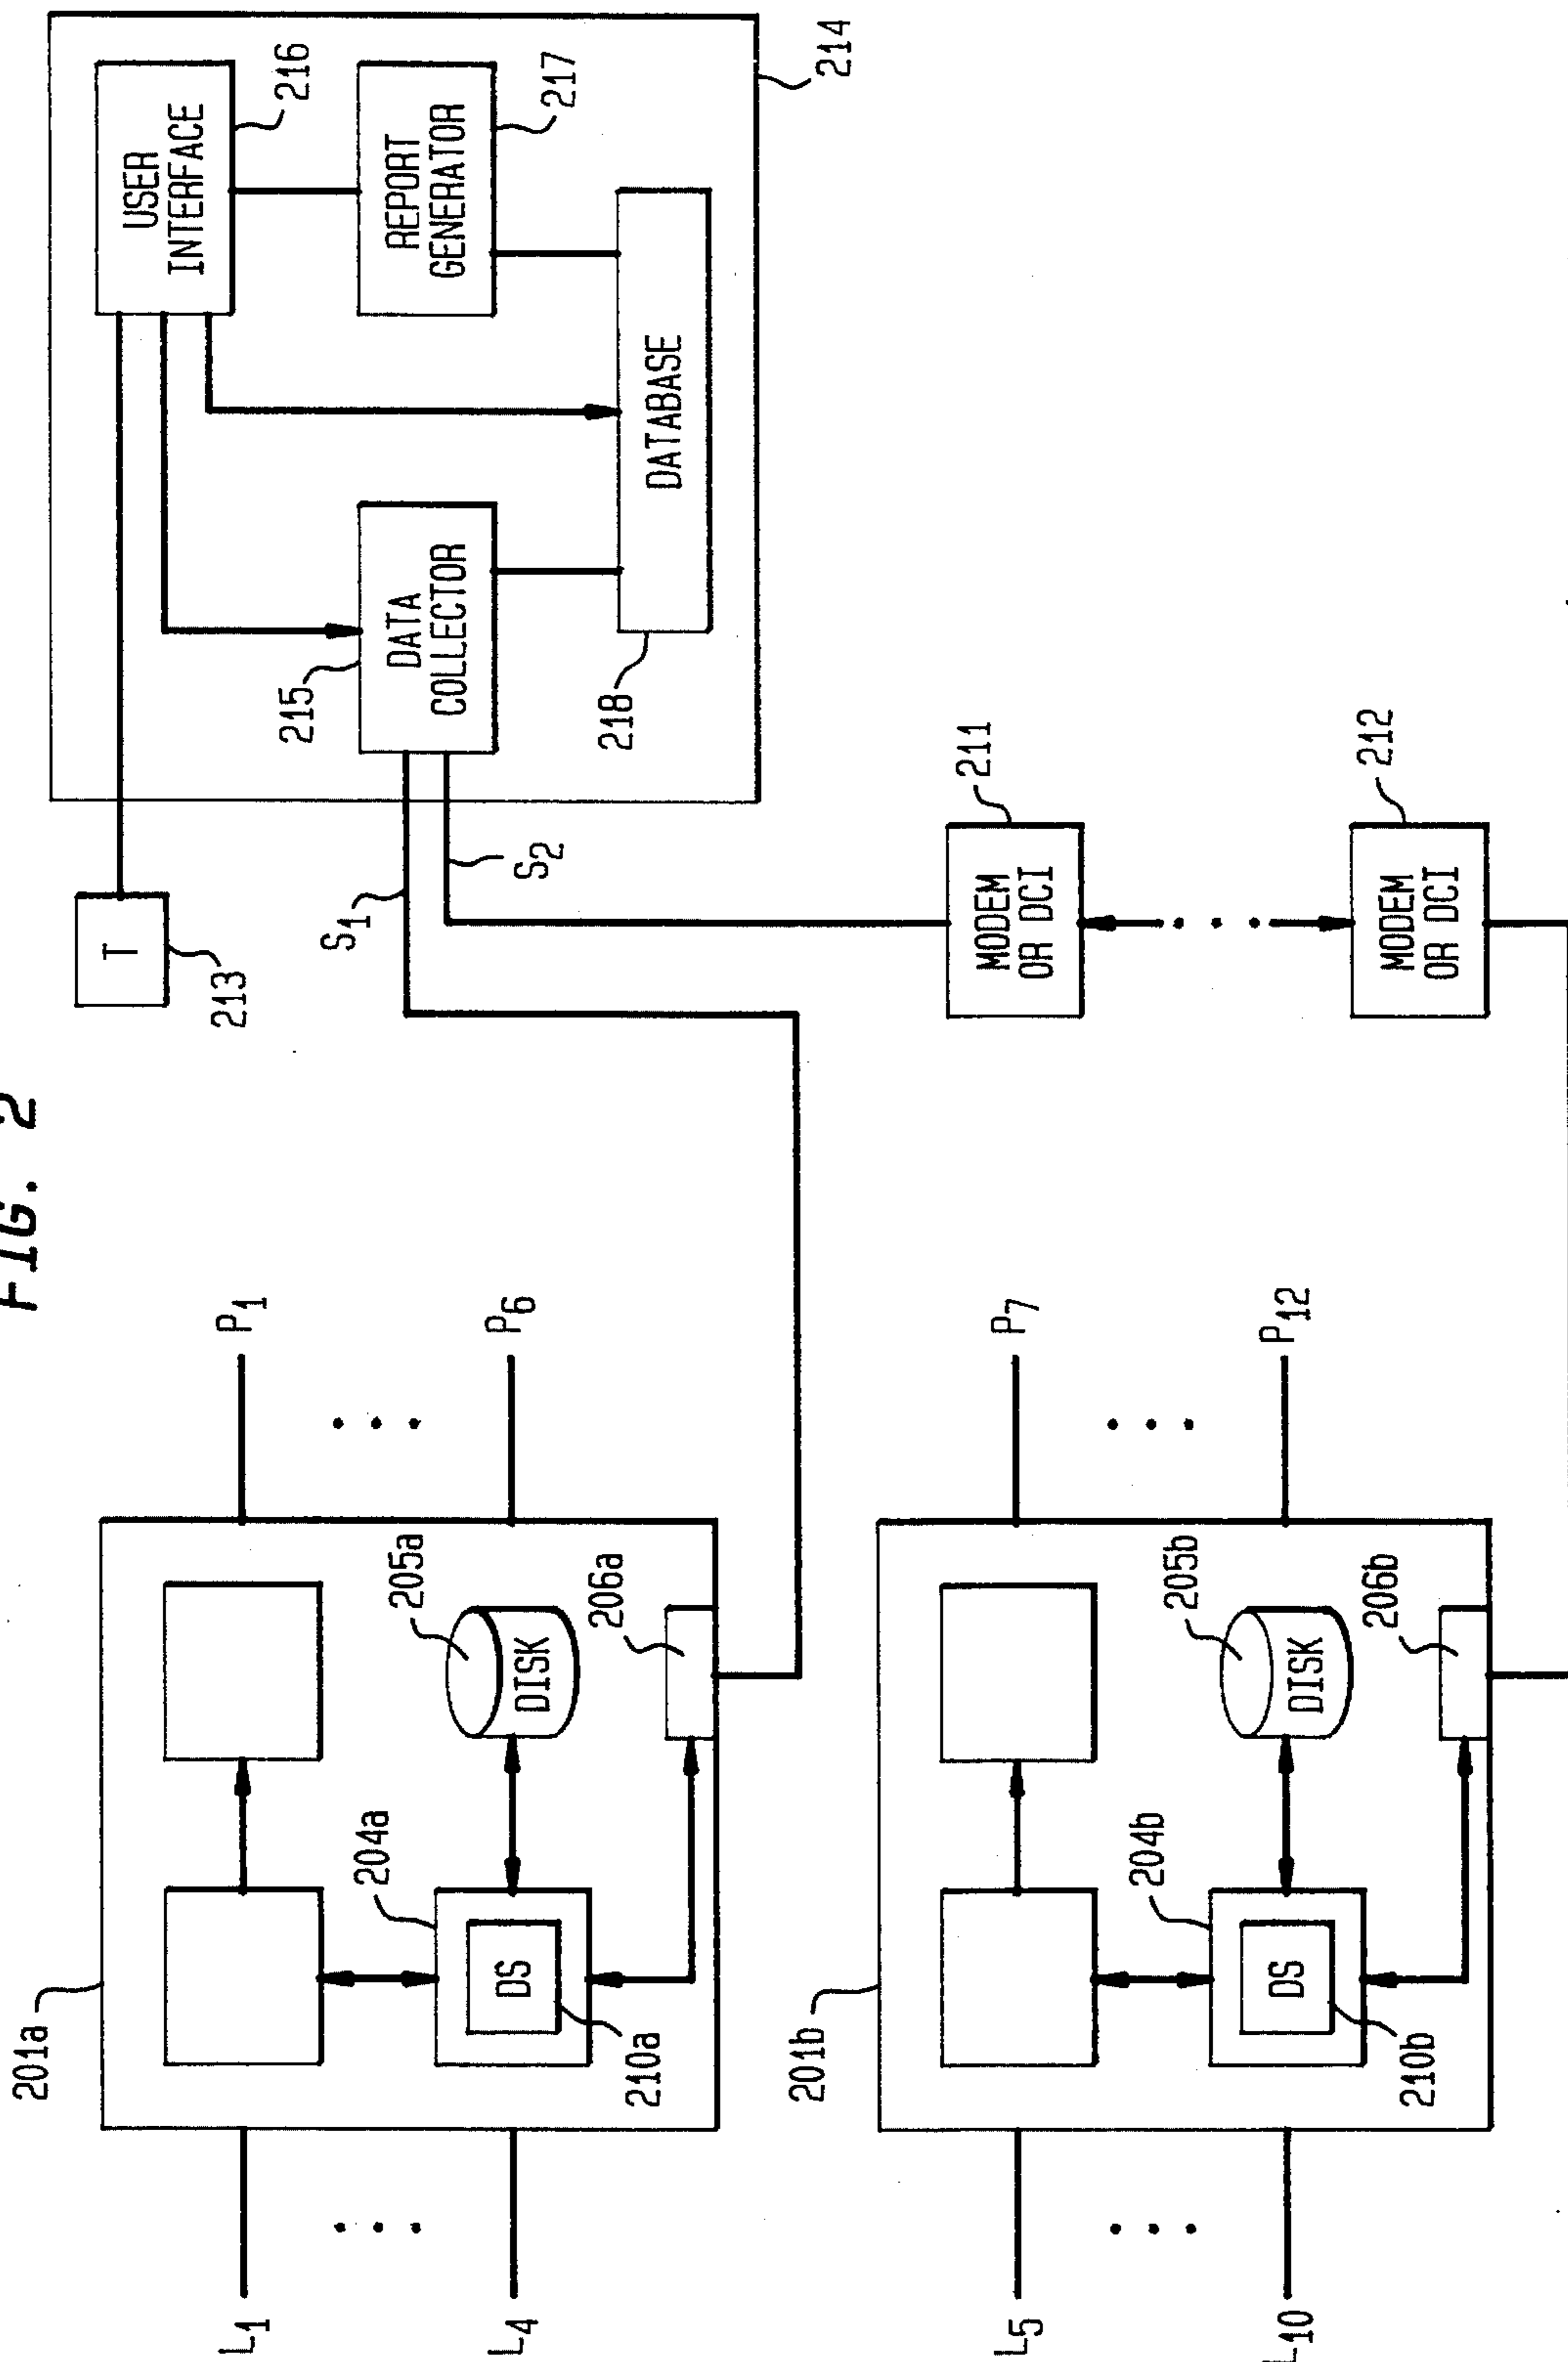 FIG. 2
201a
L1
L4
204a
DS
210a
205a
DISK
206a
P1
P6
T
213
S1
S2
214
USER
INTERFACE
216
REPORT
GENERATOR
217
215
DATA
COLLECTOR
218
DATABASE
201b
L5
L10
204b
DS
210b
205b
DISK
206b
P7
P12
MODEM
OR DCI
211
MODEM
OR DCI
212